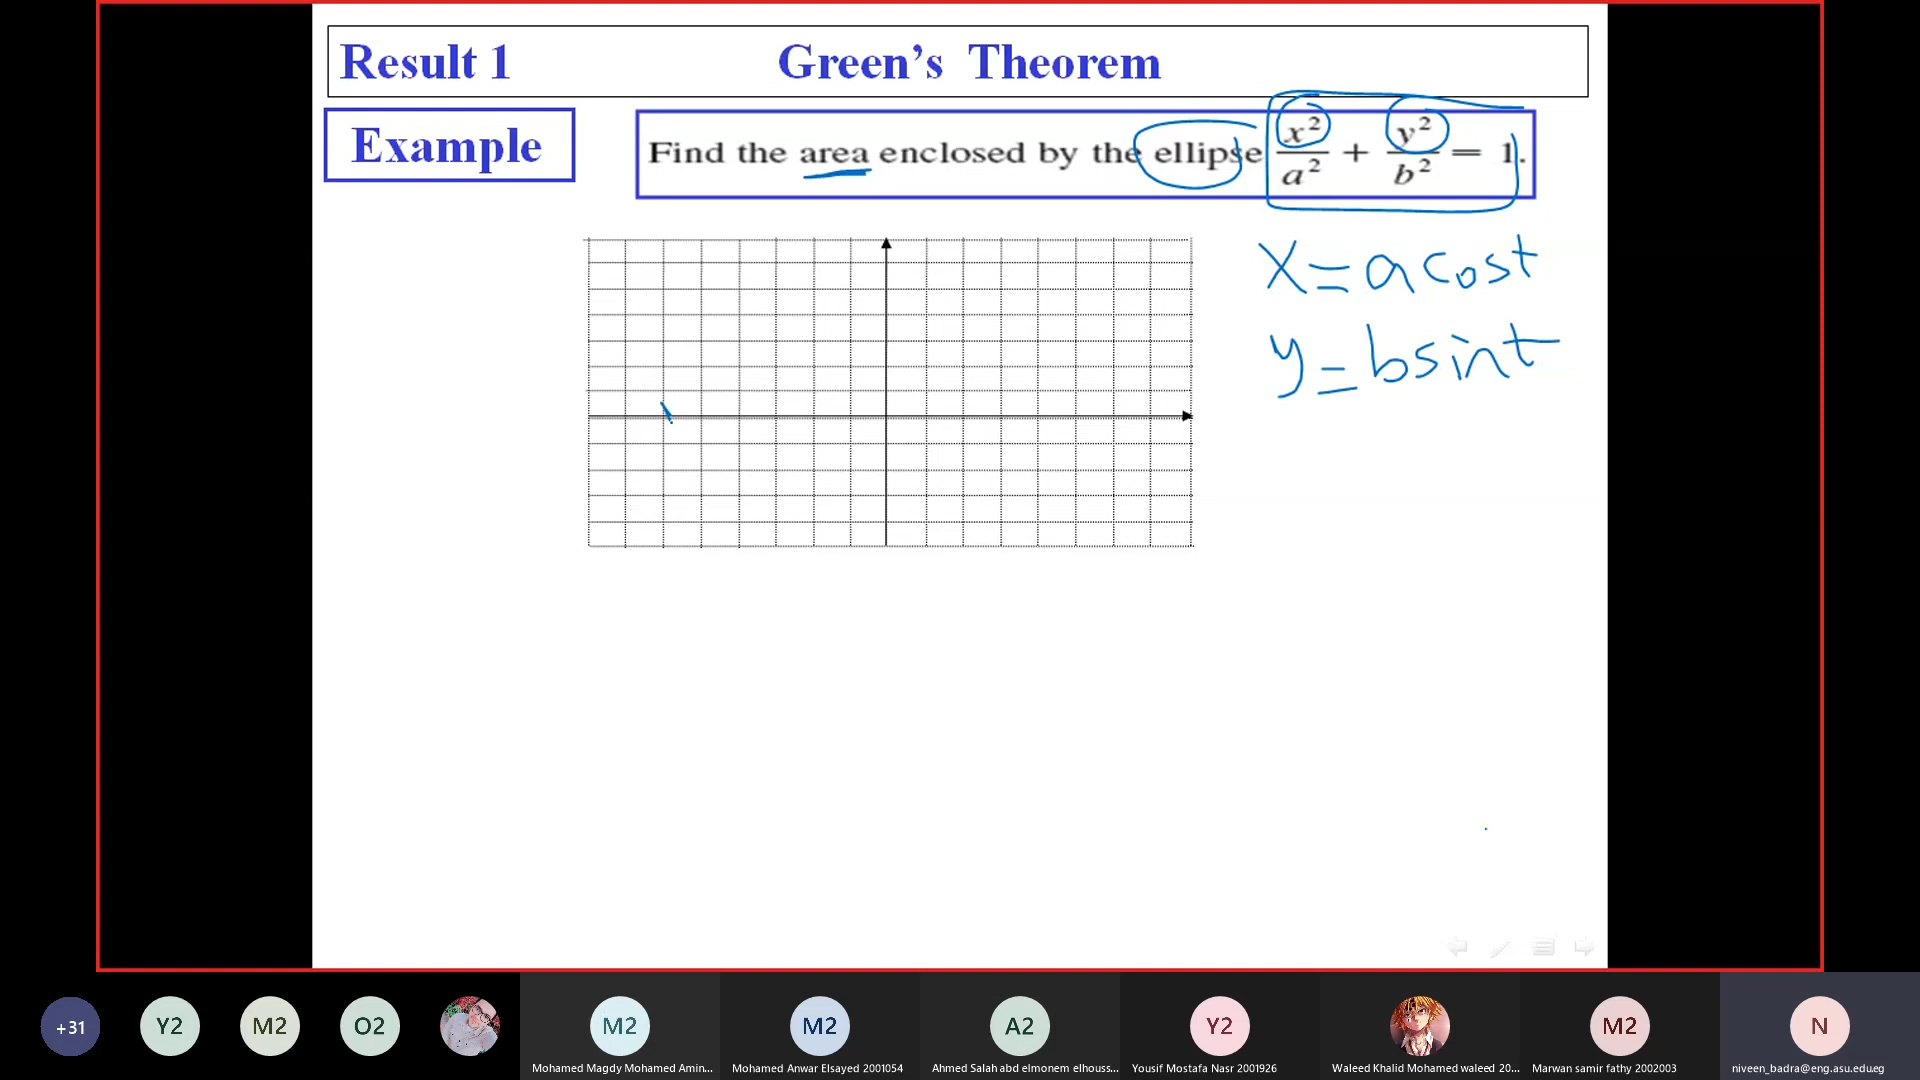 Result 1 Green's Theorem
Example
Find the area enclosed by the ellipse x²/a² + y²/b² = 1.
x = a cos t
y = b sin t
+31
Y2
M2
O2
M2
M2
A2
Y2
M2
N
Mohamed Magdy Mohamed Amin...
Mohamed Anwar Elsayed 2001054
Ahmed Salah abd elmonem elhouss...
Yousif Mostafa Nasr 2001926
Waleed Khalid Mohamed waleed 20...
Marwan samir fathy 2002003
niveen_badra@eng.asu.edu.eg